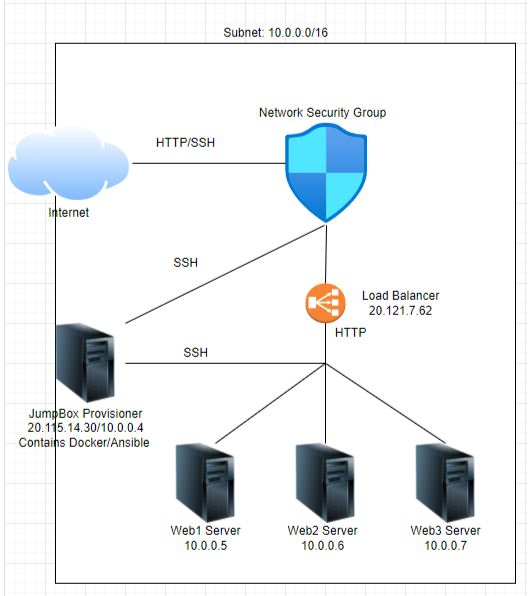 Subnet: 10.0.0.0/16
Network Security Group
HTTP/SSH
Internet
SSH
Load Balancer
20.121.7.62
HTTP
SSH
JumpBox Provisioner
20.115.14.30/10.0.0.4
Contains Docker/Ansible
Web1 Server
10.0.0.5
Web2 Server
10.0.0.6
Web3 Server
10.0.0.7